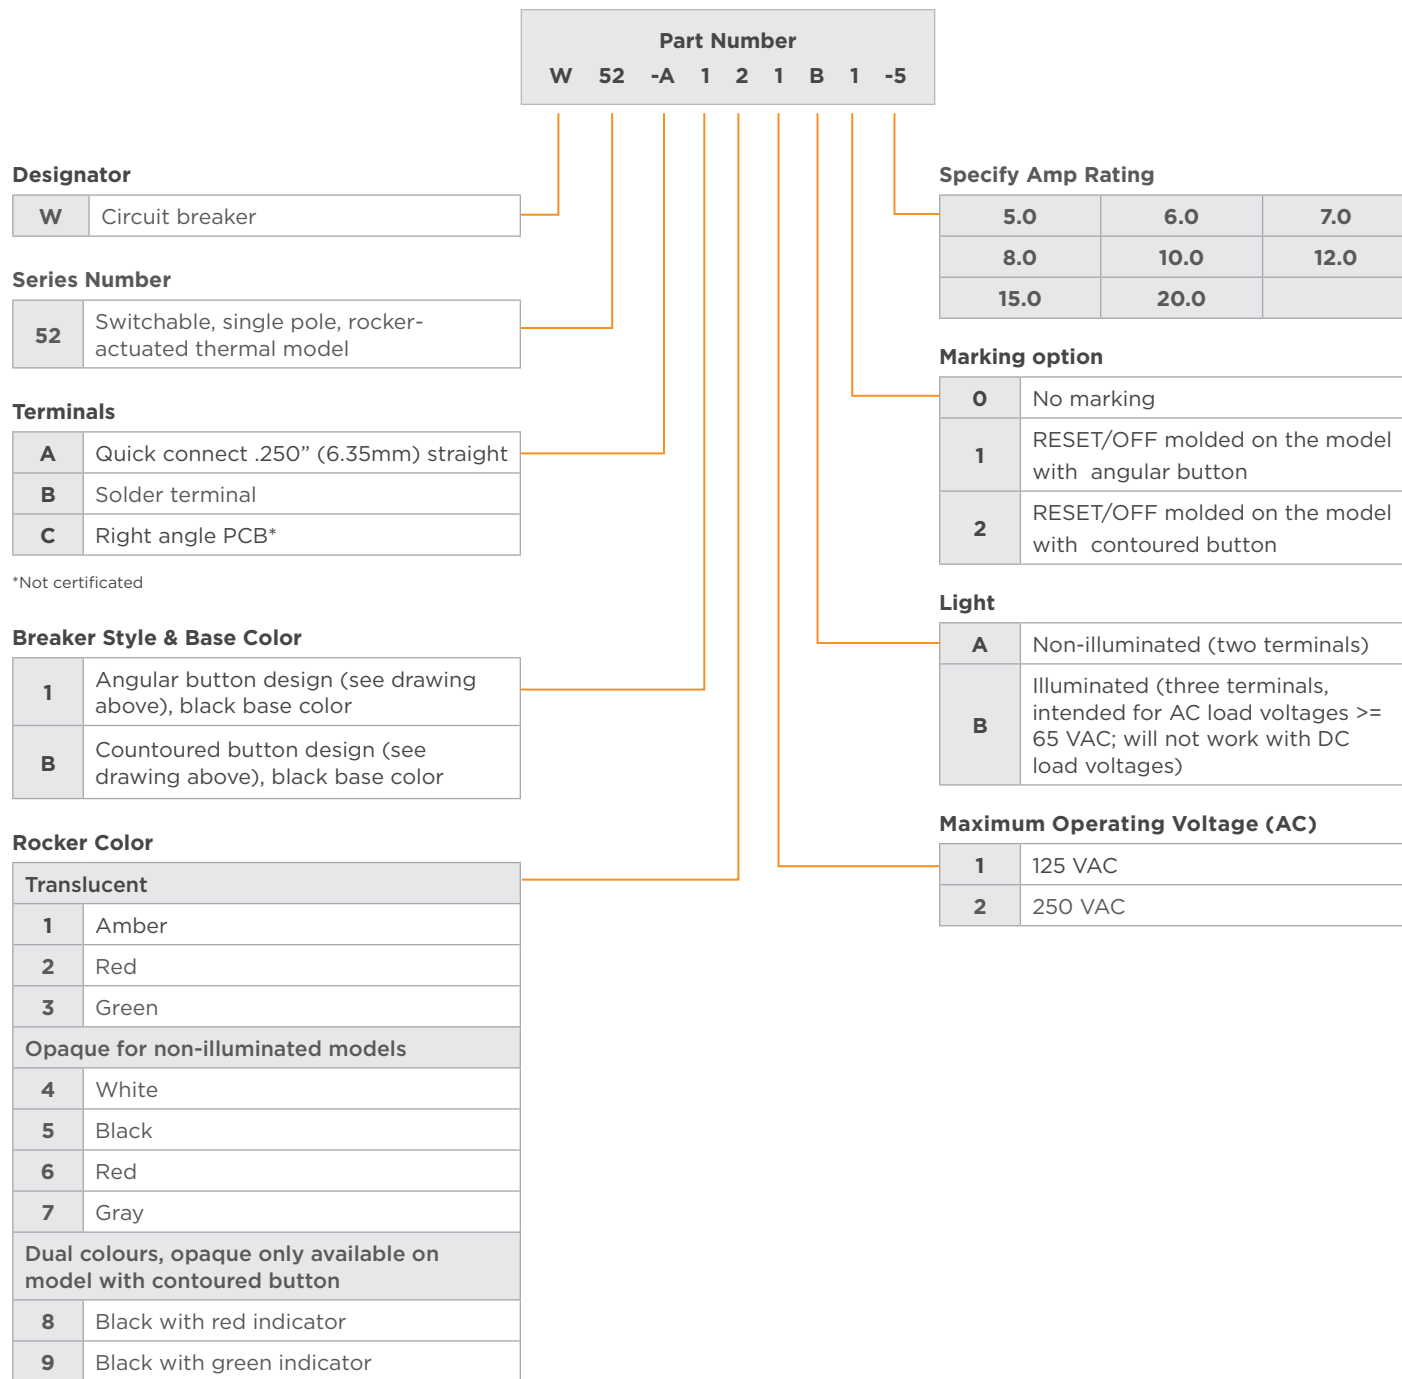 Part Number
W 52 -A 1 2 1 B 1 -5
Designator
W Circuit breaker
Series Number
52 Switchable, single pole, rocker-
actuated thermal model
Terminals
A Quick connect .250” (6.35mm) straight
B Solder terminal
C Right angle PCB*
*Not certificated
Breaker Style & Base Color
1 Angular button design (see drawing
above), black base color
B Countoured button design (see
drawing above), black base color
Rocker Color
Translucent
1 Amber
2 Red
3 Green
Opaque for non-illuminated models
4 White
5 Black
6 Red
7 Gray
Dual colours, opaque only available on
model with contoured button
8 Black with red indicator
9 Black with green indicator
Specify Amp Rating
5.0 6.0 7.0
8.0 10.0 12.0
15.0 20.0
Marking option
0 No marking
1 RESET/OFF molded on the model
with angular button
2 RESET/OFF molded on the model
with contoured button
Light
A Non-illuminated (two terminals)
B Illuminated (three terminals,
intended for AC load voltages >=
65 VAC; will not work with DC
load voltages)
Maximum Operating Voltage (AC)
1 125 VAC
2 250 VAC